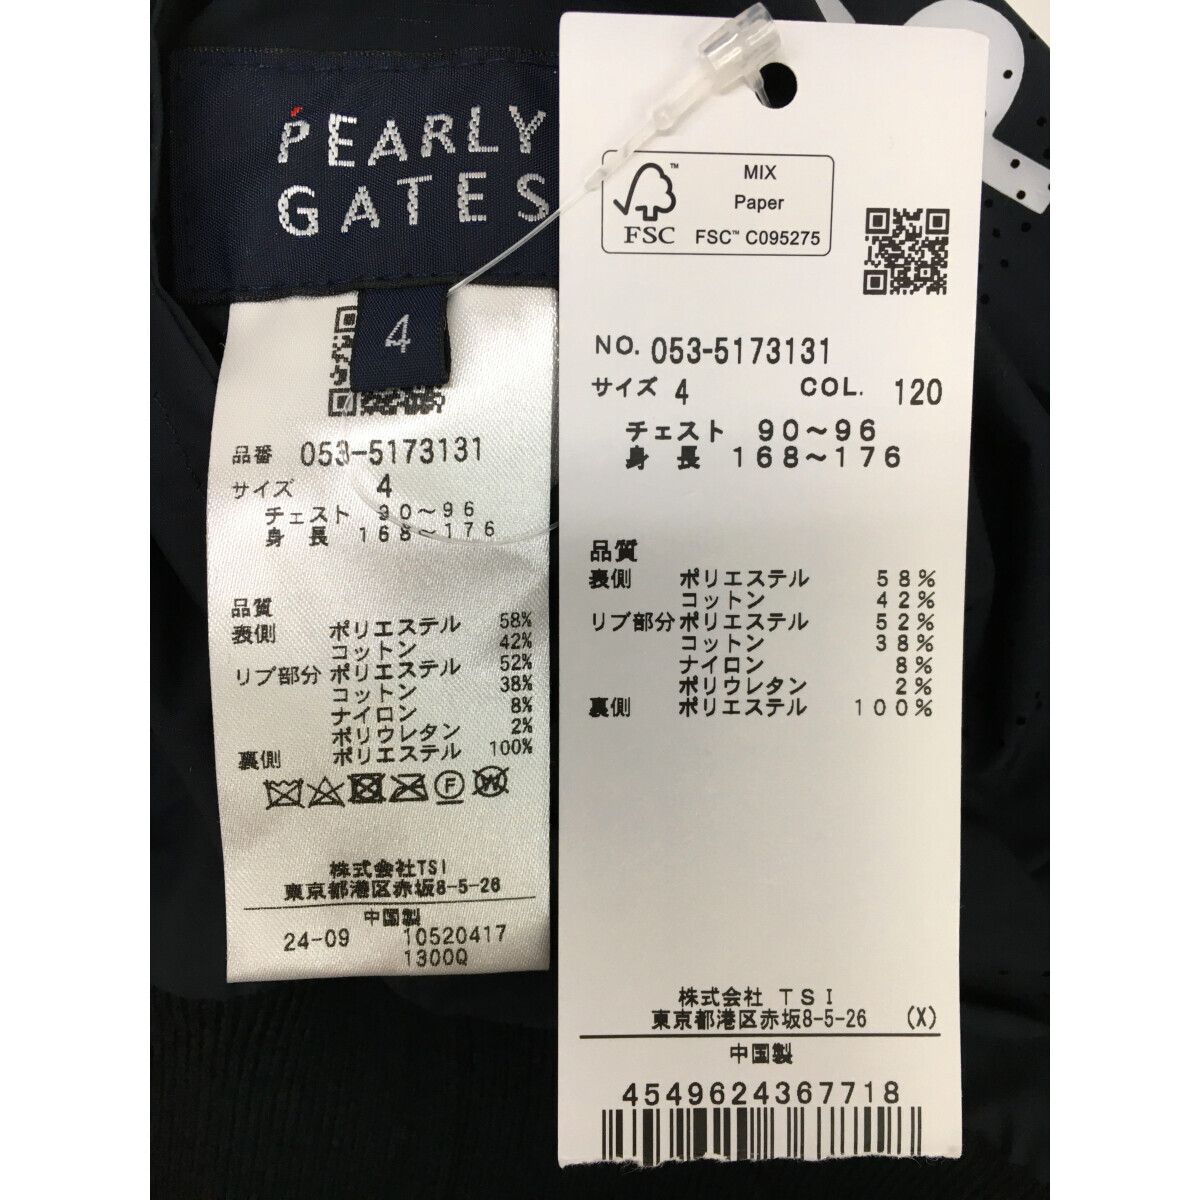 PEARLY
GATES
4
品番 053-5173131
サイズ 4
チェスト 90～96
身長 168～176
品質
表側 ポリエステル 58%
コットン 42%
リブ部分 ポリエステル 52%
コットン 38%
ナイロン 8%
ポリウレタン 2%
裏側 ポリエステル 100%
F W
株式会社TSI
東京都港区赤坂8-5-26
中国製
24-09 10520417
1300Q
MIX
Paper
FSC™ FSC™ C095275
NO. 053-5173131
サイズ 4 COL. 120
チェスト 90～96
身長 168～176
品質
表側 ポリエステル 58%
コットン 42%
リブ部分 ポリエステル 52%
コットン 38%
ナイロン 8%
ポリウレタン 2%
裏側 ポリエステル 100%
株式会社 TSI
東京都港区赤坂8-5-26 (X)
中国製
4549624367718